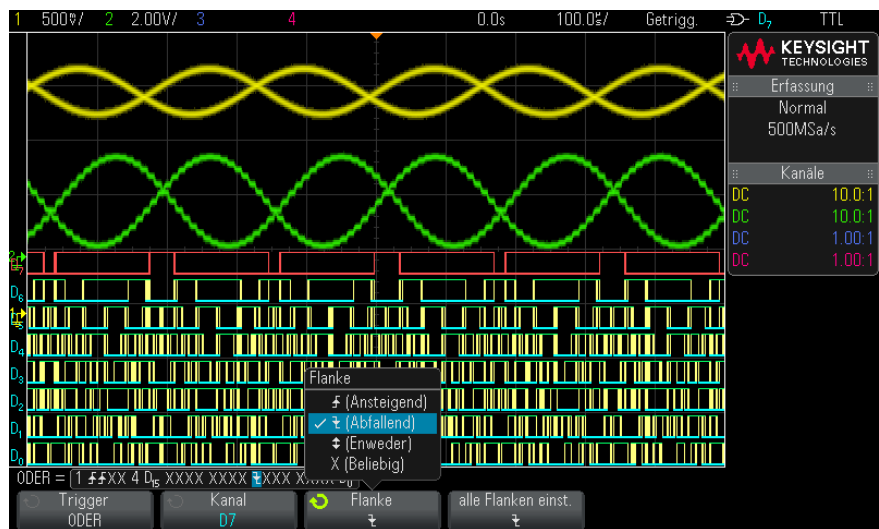 1 500♈/ 2 2.00V/ 3 4 0.0s 100.0§/ Getrigg. D7 TTL
KEYSIGHT
TECHNOLOGIES
Erfassung
Normal
500MSa/s
Kanäle
DC 10.0:1
DC 10.0:1
DC 1.00:1
DC 1.00:1
D6
D4
D3
D2
D1
D0
Flanke
(Ansteigend)
(Abfallend)
(Enweder)
X (Beliebig)
ODER = [1 XX 4 D15 XXXX XXXX XXX
Trigger
ODER
Kanal
D7
Flanke
alle Flanken einst.